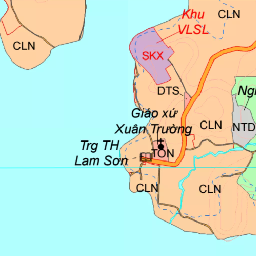 Khu
VLSL
CLN
CLN
SKX
DTS
Giáo xứ
Xuân Trường
CLN
NTD
Trg TH
Lam Sơn
TON
CLN
CLN